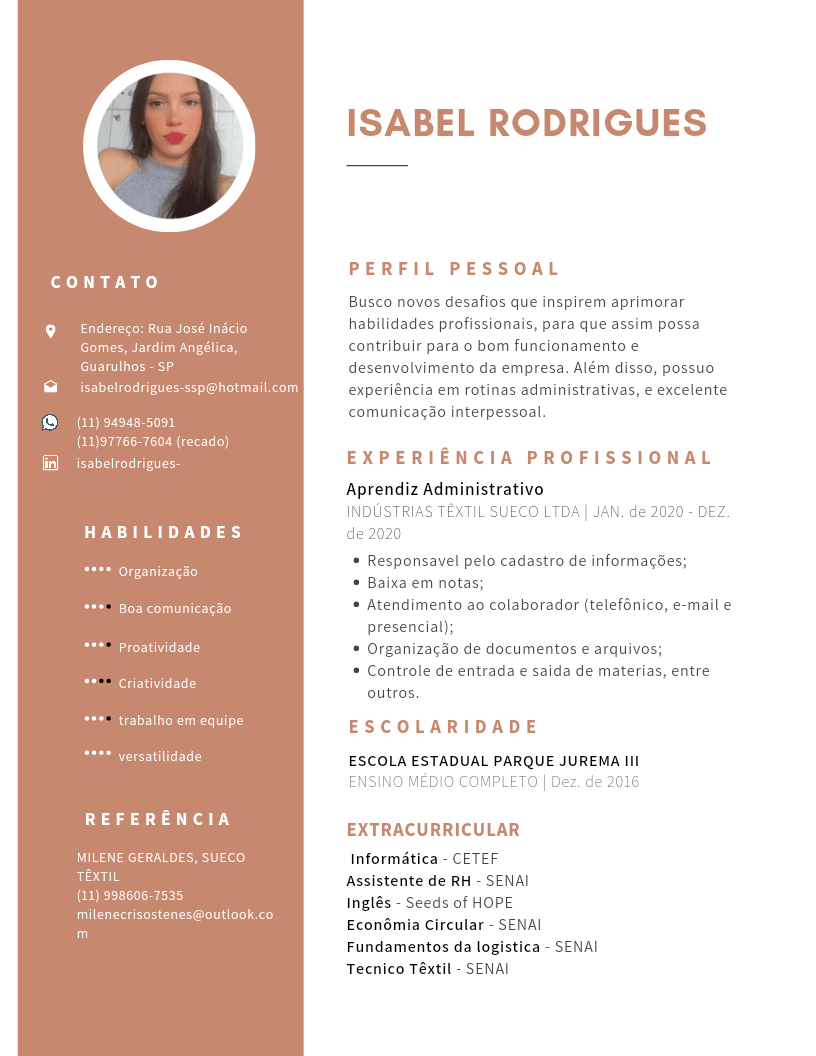 ISABEL RODRIGUES
CONTATO
Endereço: Rua José Inácio
Gomes, Jardim Angélica,
Guarulhos - SP
isabelrodrigues-ssp@hotmail.com
(11) 94948-5091
(11)97766-7604 (recado)
isabelrodrigues-
HABILIDADES
Organização
Boa comunicação
Proatividade
Criatividade
trabalho em equipe
versatilidade
REFERÊNCIA
MILENE GERALDES, SUECO
TÊXTIL
(11) 998606-7535
milenecrisostenes@outlook.co
m
PERFIL PESSOAL
Busco novos desafios que inspirem aprimorar
habilidades profissionais, para que assim possa
contribuir para o bom funcionamento e
desenvolvimento da empresa. Além disso, possuo
experiência em rotinas administrativas, e excelente
comunicação interpessoal.
EXPERIÊNCIA PROFISSIONAL
Aprendiz Administrativo
INDÚSTRIAS TÊXTIL SUECO LTDA | JAN. de 2020 - DEZ.
de 2020
• Responsavel pelo cadastro de informações;
• Baixa em notas;
• Atendimento ao colaborador (telefônico, e-mail e
presencial);
• Organização de documentos e arquivos;
• Controle de entrada e saida de materias, entre
outros.
ESCOLARIDADE
ESCOLA ESTADUAL PARQUE JUREMA III
ENSINO MÉDIO COMPLETO | Dez. de 2016
EXTRACURRICULAR
Informática - CETEF
Assistente de RH - SENAI
Inglês - Seeds of HOPE
Econômia Circular - SENAI
Fundamentos da logistica - SENAI
Tecnico Têxtil - SENAI